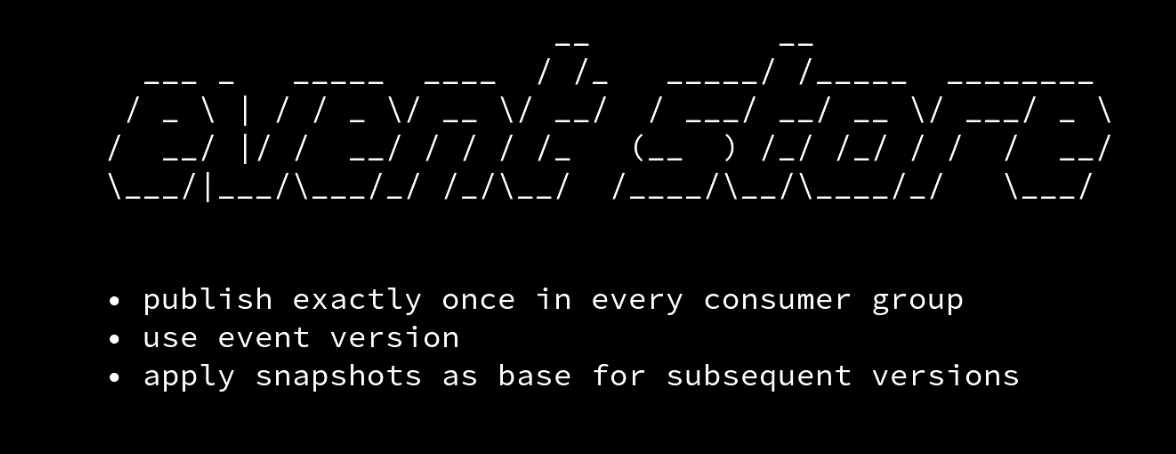 event store
• publish exactly once in every consumer group
• use event version
• apply snapshots as base for subsequent versions